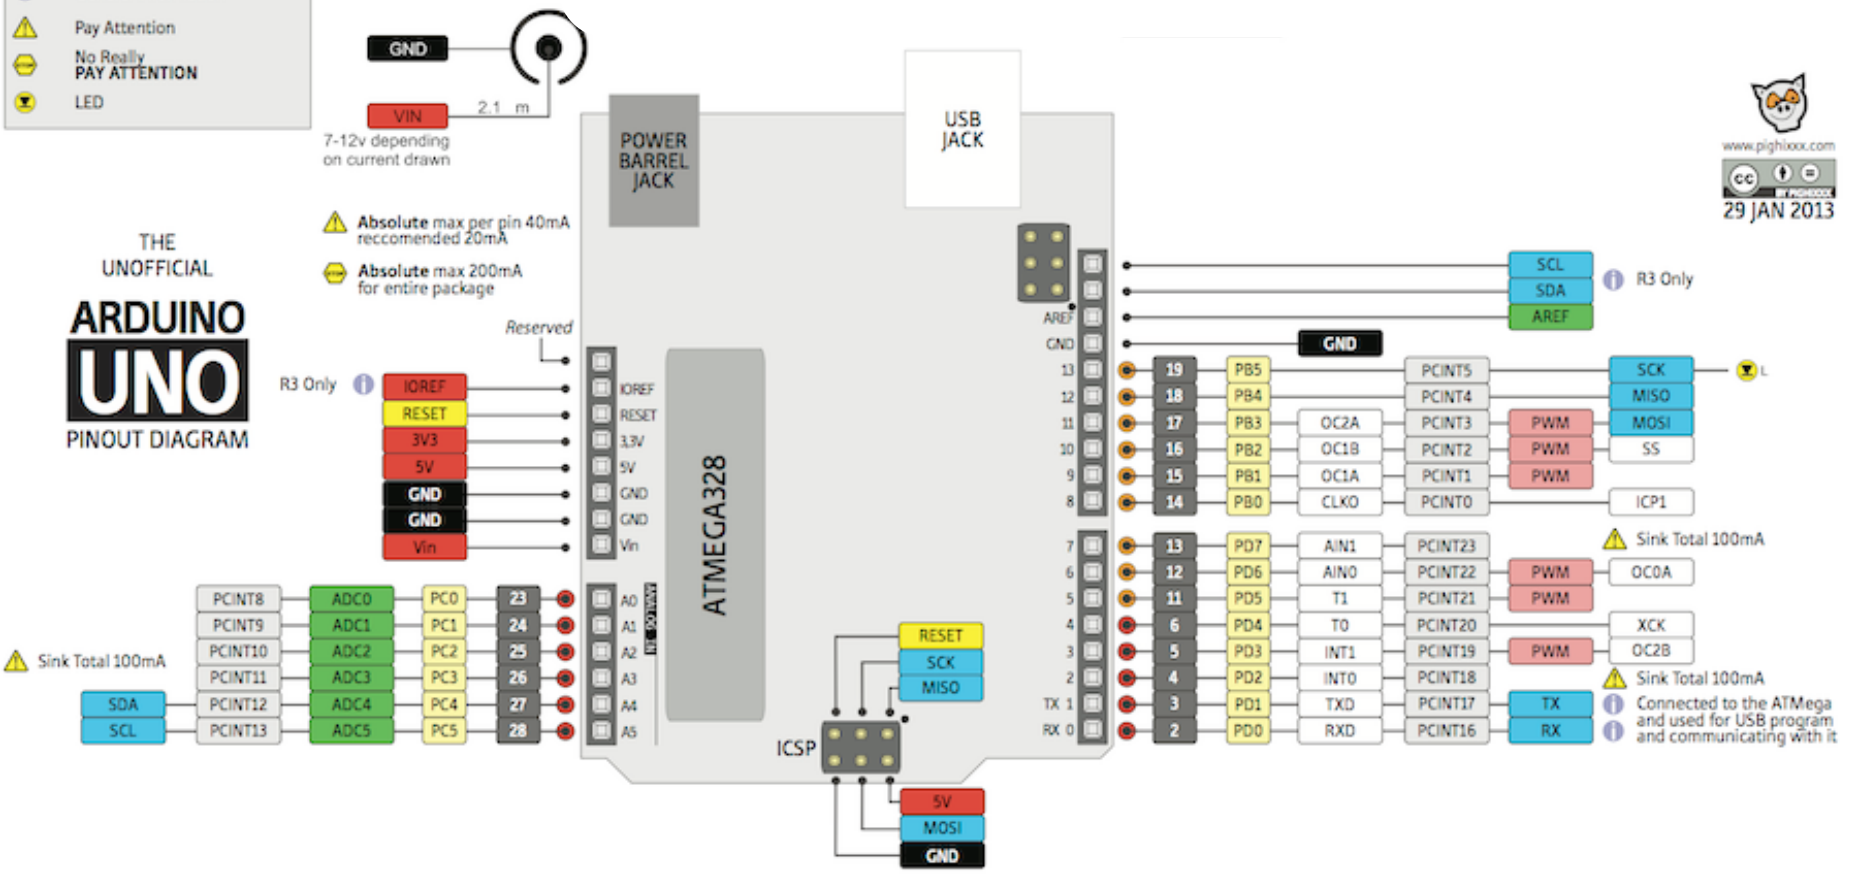 Pay Attention
No Really
PAY ATTENTION
LED
GND
VIN
2.1 m
7-12v depending
on current drawn
POWER
BARREL
JACK
USB
JACK
www.pighixxx.com
cc
BY PIGHIXXX
29 JAN 2013
Absolute max per pin 40mA
reccomended 20mA
Absolute max 200mA
for entire package
THE
UNOFFICIAL
ARDUINO
UNO
PINOUT DIAGRAM
Reserved
R3 Only
IOREF IOREF
RESET RESET
3V3 3,3V
5V 5V
GND GND
GND GND
Vin Vin
ATMEGA328
PCINT8 ADC0 PC0 23 A0
PCINT9 ADC1 PC1 24 A1
PCINT10 ADC2 PC2 25 A2
Sink Total 100mA
PCINT11 ADC3 PC3 26 A3
SDA PCINT12 ADC4 PC4 27 A4
SCL PCINT13 ADC5 PC5 28 A5
ANALOG IN
SCL
SDA
R3 Only
AREF AREF
GND GND
13 19 PB5 PCINT5 SCK L
12 18 PB4 PCINT4 MISO
11 17 PB3 OC2A PCINT3 PWM MOSI
10 16 PB2 OC1B PCINT2 PWM SS
9 15 PB1 OC1A PCINT1 PWM
8 14 PB0 CLKO PCINT0 ICP1
7 13 PD7 AIN1 PCINT23
Sink Total 100mA
6 12 PD6 AIN0 PCINT22 PWM OC0A
5 11 PD5 T1 PCINT21 PWM
4 6 PD4 T0 PCINT20 XCK
3 5 PD3 INT1 PCINT19 PWM OC2B
2 4 PD2 INT0 PCINT18
Sink Total 100mA
TX 1 3 PD1 TXD PCINT17 TX
RX 0 2 PD0 RXD PCINT16 RX
Connected to the ATMega
and used for USB program
and communicating with it
RESET
SCK
MISO
ICSP
5V
MOSI
GND